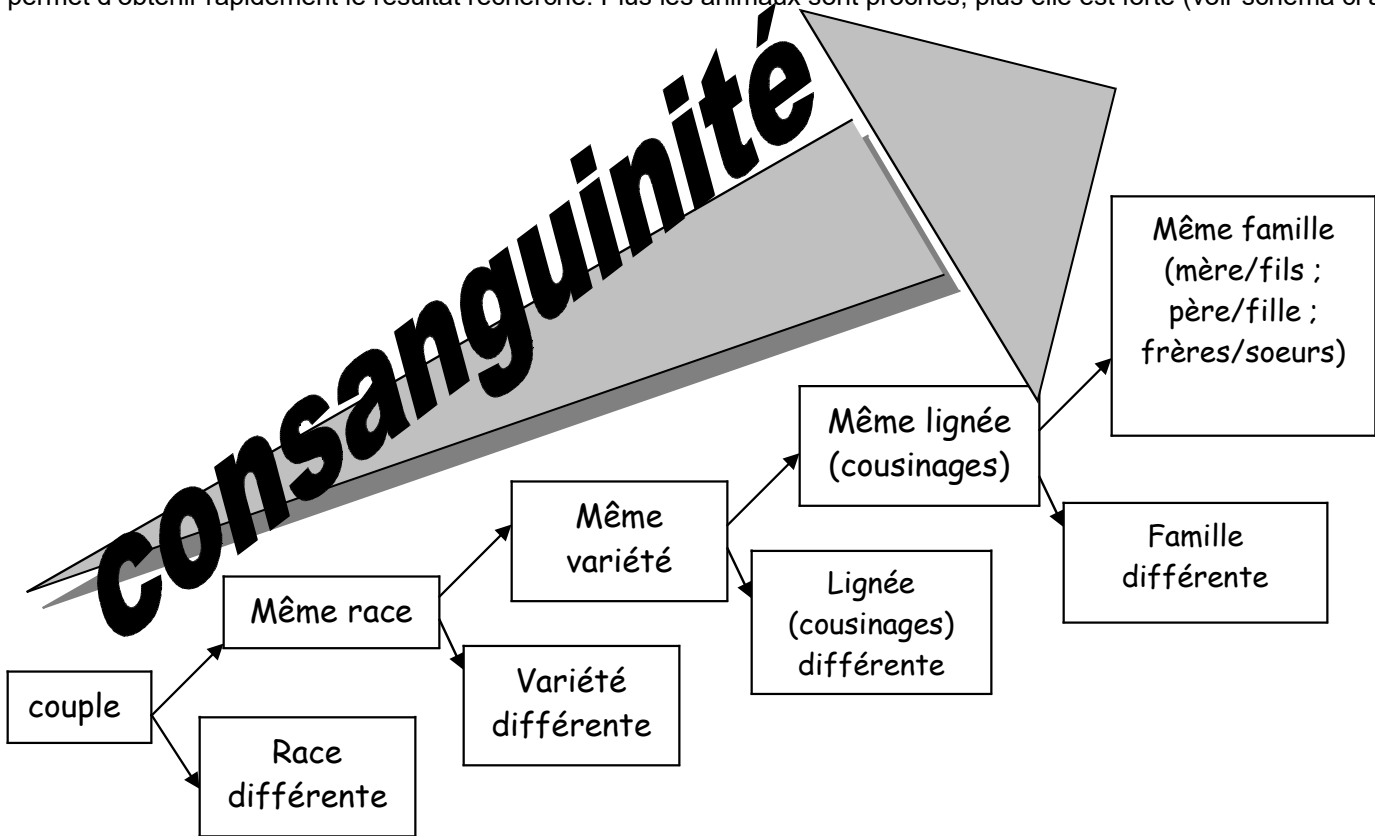 permet d'obtenir rapidement le résultat recherché. Plus les animaux sont proches, plus elle est forte (voir schéma ci a
consanguinité
Même famille
(mère/fils ;
père/fille ;
frères/soeurs)
Même lignée
(cousinages)
Même
variété
Famille
différente
Même race
Lignée
(cousinages)
différente
couple
Variété
différente
Race
différente